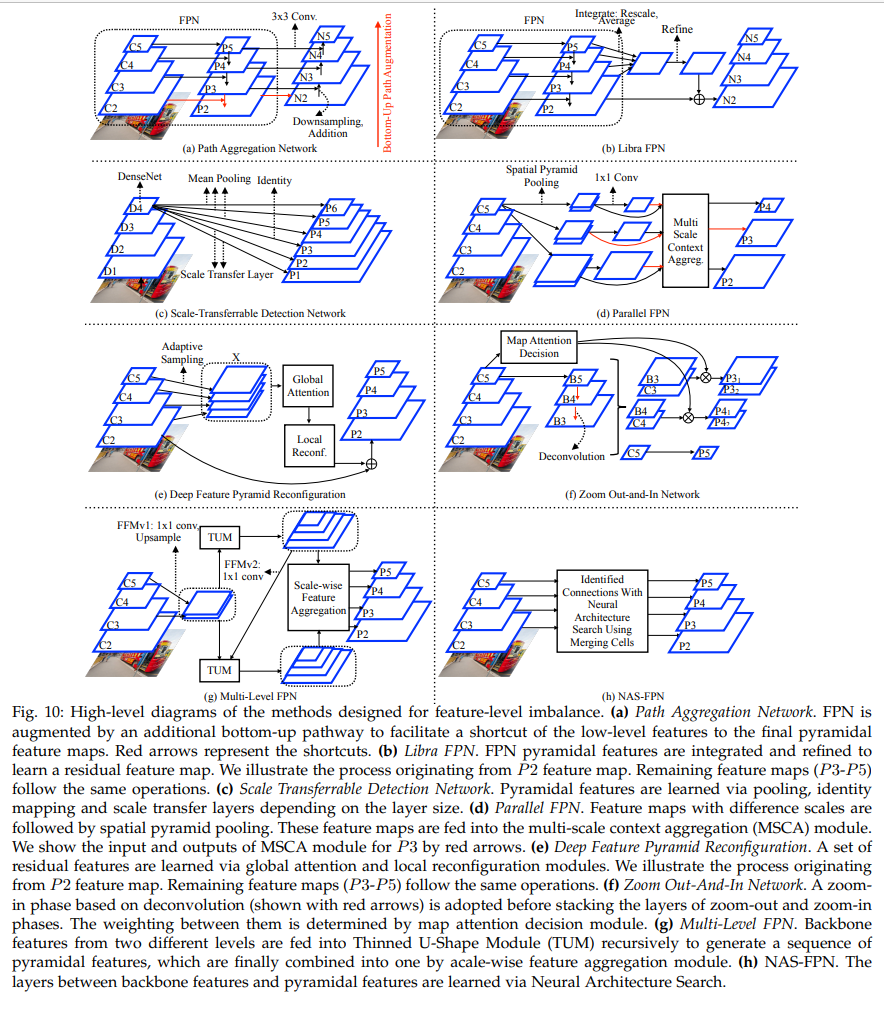 FPN
3x3 Conv.
C5
C4
C3
C2
P5
P4
P3
P2
N5
N4
N3
N2
Downsampling,
Addition
Bottom-Up Path Augmentation
(a) Path Aggregation Network
FPN
Integrate: Rescale,
Average
Refine
C5
C4
C3
C2
P5
P4
P3
P2
N5
N4
N3
N2
(b) Libra FPN
DenseNet
Mean Pooling
Identity
D4
D3
D2
D1
P6
P5
P4
P3
P2
P1
Scale Transfer Layer
(c) Scale-Transferrable Detection Network
Spatial Pyramid
Pooling
1x1 Conv
C5
C4
C3
C2
Multi
Scale
Context
Aggreg.
P4
P3
P2
(d) Parallel FPN
Adaptive
Sampling
X
C5
C4
C3
C2
Global
Attention
Local
Reconf.
P5
P4
P3
P2
(e) Deep Feature Pyramid Reconfiguration
Map Attention
Decision
C5
C4
C3
C2
B5
B4
B3
Deconvolution
B3
C3
B4
C4
C5
P3₁
P3₂
P4₁
P4₂
P5
(f) Zoom Out-and-In Network
FFMv1: 1x1 conv,
Upsample
TUM
FFMv2:
1x1 conv
C5
C4
C3
C2
TUM
Scale-wise
Feature
Aggregation
P5
P4
P3
P2
(g) Multi-Level FPN
C5
C4
C3
C2
Identified
Connections With
Neural
Architecture
Search Using
Merging Cells
P5
P4
P3
P2
(h) NAS-FPN
Fig. 10: High-level diagrams of the methods designed for feature-level imbalance. (a) Path Aggregation Network. FPN is
augmented by an additional bottom-up pathway to facilitate a shortcut of the low-level features to the final pyramidal
feature maps. Red arrows represent the shortcuts. (b) Libra FPN. FPN pyramidal features are integrated and refined to
learn a residual feature map. We illustrate the process originating from P2 feature map. Remaining feature maps (P3-P5)
follow the same operations. (c) Scale Transferrable Detection Network. Pyramidal features are learned via pooling, identity
mapping and scale transfer layers depending on the layer size. (d) Parallel FPN. Feature maps with difference scales are
followed by spatial pyramid pooling. These feature maps are fed into the multi-scale context aggregation (MSCA) module.
We show the input and outputs of MSCA module for P3 by red arrows. (e) Deep Feature Pyramid Reconfiguration. A set of
residual features are learned via global attention and local reconfiguration modules. We illustrate the process originating
from P2 feature map. Remaining feature maps (P3-P5) follow the same operations. (f) Zoom Out-And-In Network. A zoom-
in phase based on deconvolution (shown with red arrows) is adopted before stacking the layers of zoom-out and zoom-in
phases. The weighting between them is determined by map attention decision module. (g) Multi-Level FPN. Backbone
features from two different levels are fed into Thinned U-Shape Module (TUM) recursively to generate a sequence of
pyramidal features, which are finally combined into one by acale-wise feature aggregation module. (h) NAS-FPN. The
layers between backbone features and pyramidal features are learned via Neural Architecture Search.